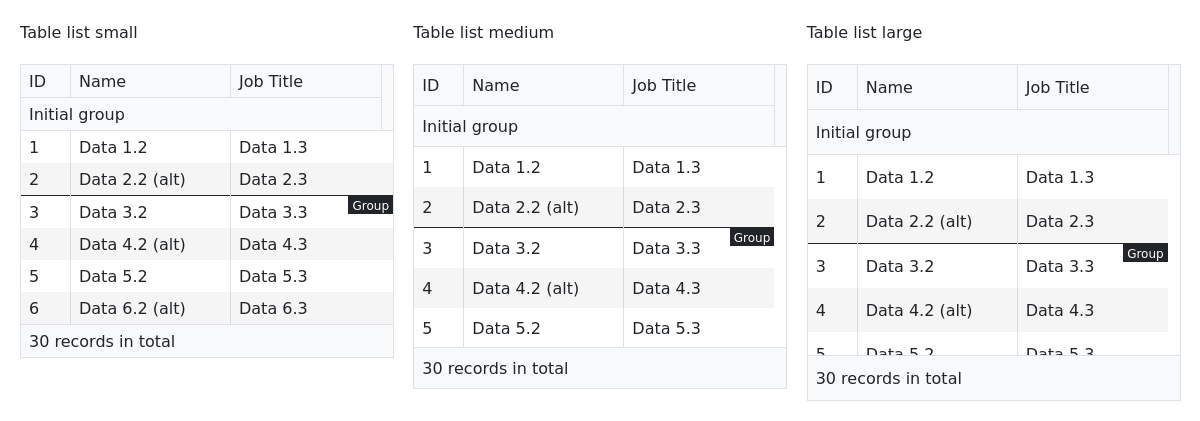 Table list small
ID Name Job Title
Initial group
1 Data 1.2 Data 1.3
2 Data 2.2 (alt) Data 2.3
Group
3 Data 3.2 Data 3.3
4 Data 4.2 (alt) Data 4.3
5 Data 5.2 Data 5.3
6 Data 6.2 (alt) Data 6.3
30 records in total
Table list medium
ID Name Job Title
Initial group
1 Data 1.2 Data 1.3
2 Data 2.2 (alt) Data 2.3
Group
3 Data 3.2 Data 3.3
4 Data 4.2 (alt) Data 4.3
5 Data 5.2 Data 5.3
30 records in total
Table list large
ID Name Job Title
Initial group
1 Data 1.2 Data 1.3
2 Data 2.2 (alt) Data 2.3
Group
3 Data 3.2 Data 3.3
4 Data 4.2 (alt) Data 4.3
5 Data 5.2 Data 5.3
30 records in total